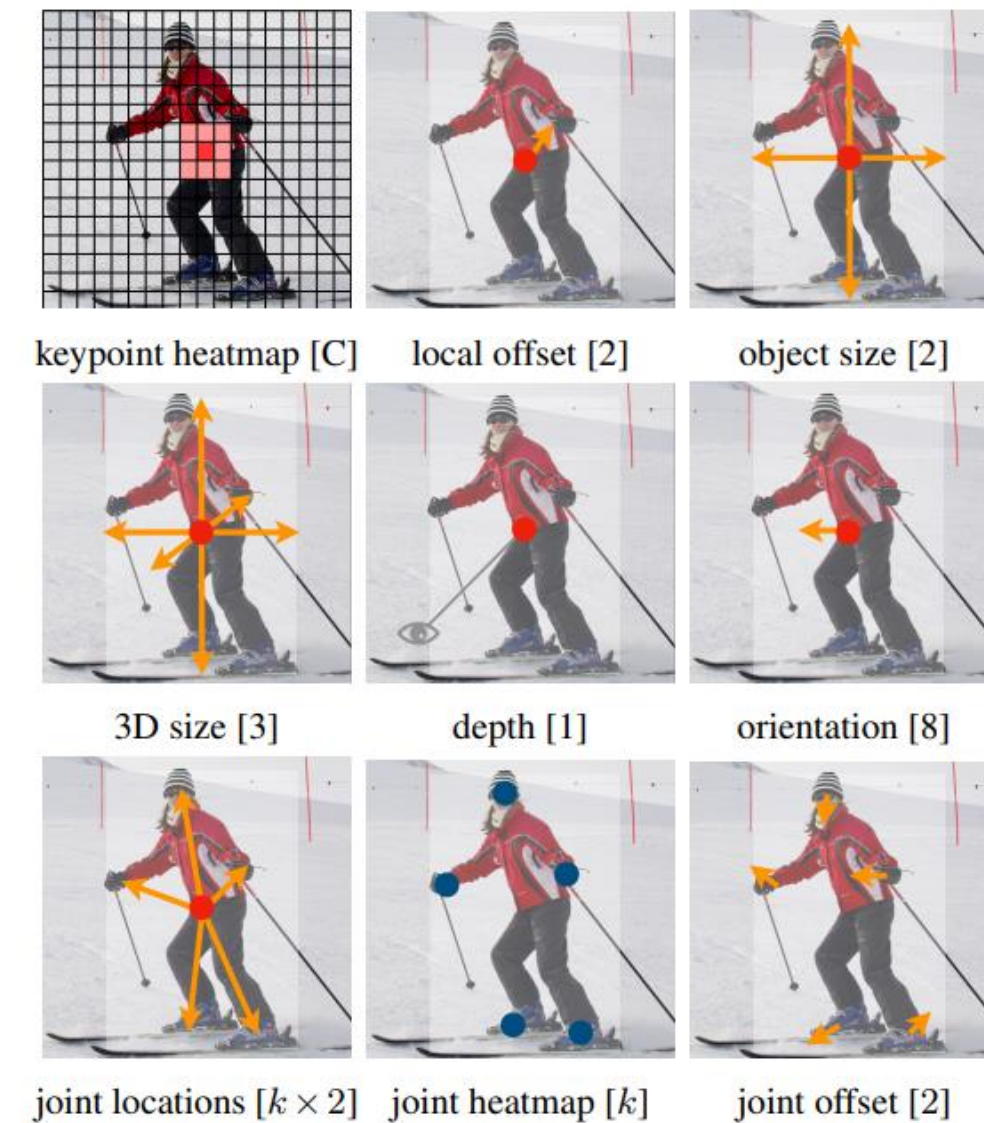 keypoint heatmap [C] local offset [2] object size [2]
3D size [3] depth [1] orientation [8]
joint locations [k × 2] joint heatmap [k] joint offset [2]